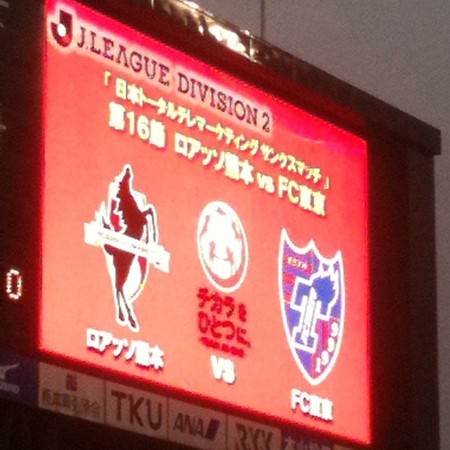 J.LEAGUE DIVISION 2
「日本トータルテレマーケティング サンクスマッチ」
第16節 ロアッソ熊本 vs FC東京
チカラを
ひとつに。
VS
ロアッソ熊本
FC東京
0
TKU
ANA
RKK